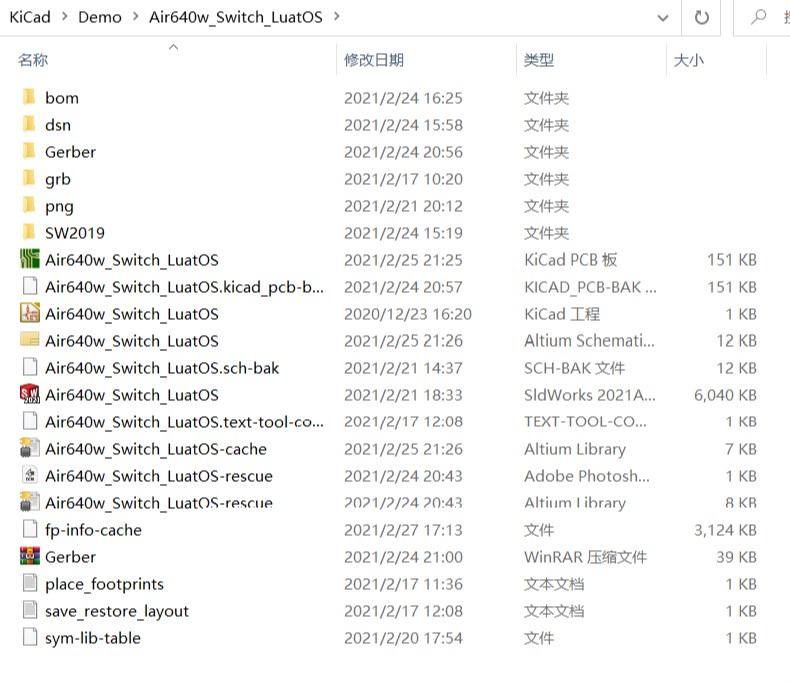 KiCad > Demo > Air640w_Switch_LuatOS >
名称 修改日期 类型 大小
bom 2021/2/24 16:25 文件夹
dsn 2021/2/24 15:58 文件夹
Gerber 2021/2/24 20:56 文件夹
grb 2021/2/17 10:20 文件夹
png 2021/2/21 20:12 文件夹
SW2019 2021/2/24 15:19 文件夹
Air640w_Switch_LuatOS 2021/2/25 21:25 KiCad PCB 板 151 KB
Air640w_Switch_LuatOS.kicad_pcb-b... 2021/2/24 20:57 KICAD_PCB-BAK ... 151 KB
Air640w_Switch_LuatOS 2020/12/23 16:20 KiCad 工程 1 KB
Air640w_Switch_LuatOS 2021/2/25 21:26 Altium Schemati... 12 KB
Air640w_Switch_LuatOS.sch-bak 2021/2/21 14:37 SCH-BAK 文件 12 KB
Air640w_Switch_LuatOS 2021/2/21 18:33 SldWorks 2021A... 6,040 KB
Air640w_Switch_LuatOS.text-tool-co... 2021/2/17 12:08 TEXT-TOOL-CO... 1 KB
Air640w_Switch_LuatOS-cache 2021/2/25 21:26 Altium Library 7 KB
Air640w_Switch_LuatOS-rescue 2021/2/24 20:43 Adobe Photosh... 1 KB
Air640w_Switch_LuatOS-rescue 2021/2/24 20:43 Altium Library 8 KB
fp-info-cache 2021/2/27 17:13 文件 3,124 KB
Gerber 2021/2/24 21:00 WinRAR 压缩文件 39 KB
place_footprints 2021/2/17 11:36 文本文档 1 KB
save_restore_layout 2021/2/17 12:08 文本文档 1 KB
sym-lib-table 2021/2/20 17:54 文件 1 KB